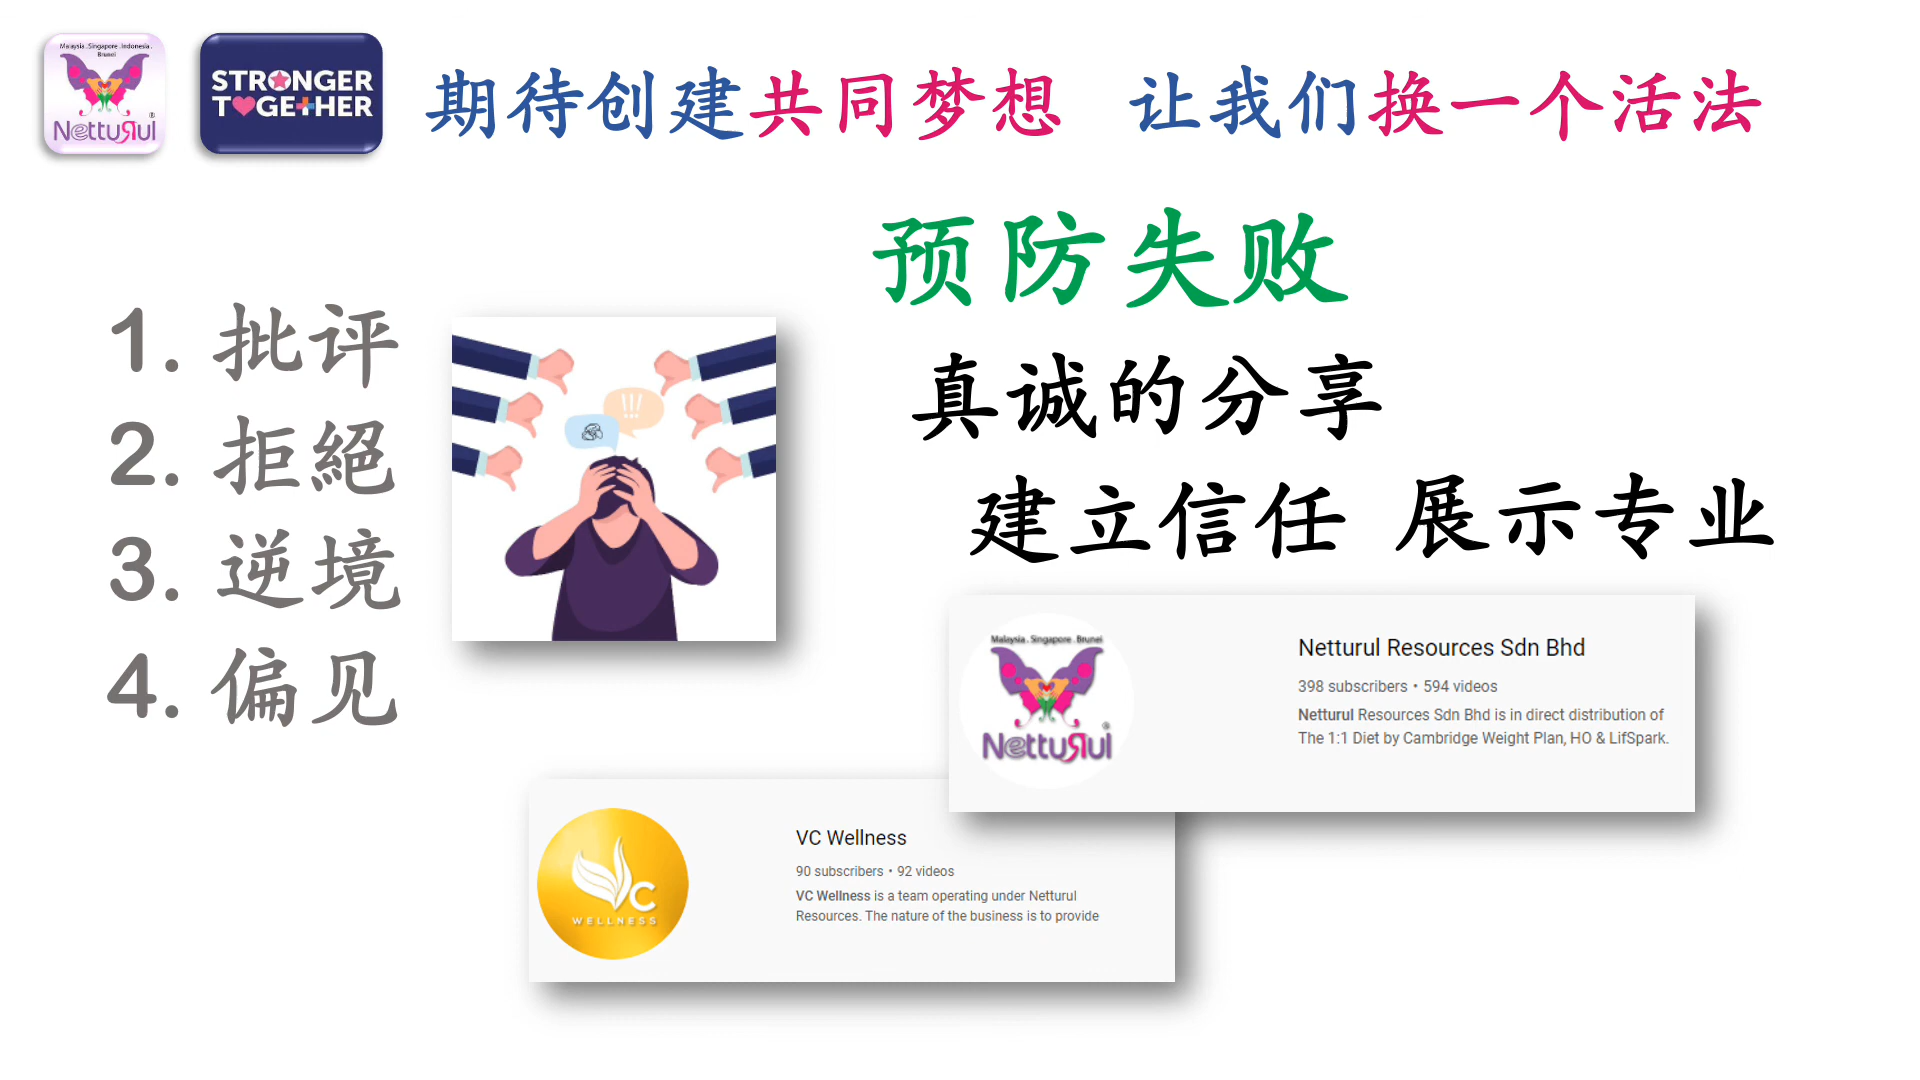 Malaysia . Singapore . Indonesia .
Brunei
Nettuяul®
STRONGER
TOGETHER
期待创建共同梦想 让我们换一个活法
预防失败
1. 批评
2. 拒絕
3. 逆境
4. 偏见
!!!
真诚的分享
建立信任 展示专业
Malaysia . Singapore . Brunei
Nettuяul®
Netturul Resources Sdn Bhd
398 subscribers • 594 videos
Netturul Resources Sdn Bhd is in direct distribution of
The 1:1 Diet by Cambridge Weight Plan, HO & LifSpark.
VC
WELLNESS
VC Wellness
90 subscribers • 92 videos
VC Wellness is a team operating under Netturul
Resources. The nature of the business is to provide